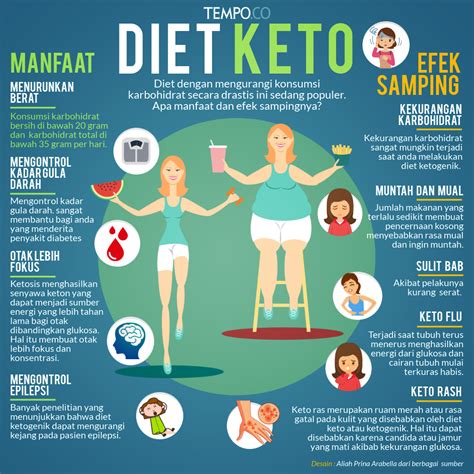 TEMPO.CO
DIET KETO
Diet dengan mengurangi konsumsi
karbohidrat secara drastis ini sedang populer.
Apa manfaat dan efek sampingnya?
MANFAAT
MENURUNKAN
BERAT
Konsumsi karbohidrat
bersih di bawah 20 gram
dan karbohidrat total di
bawah 35 gram per hari.
MENGONTROL
KADAR GULA
DARAH
Mengontrol kadar
gula darah. sangat
membantu bagi anda
yang menderita
penyakit diabetes
OTAK LEBIH
FOKUS
Ketosis menghasilkan
senyawa keton yang
dapat menjadi sumber
energy yang lebih tahan
lama bagi otak
dibandingkan glukosa.
Hal itu membuat otak
lebih fokus dan
konsentrasi.
MENGONTROL
EPILEPSI
Banyak penelitian yang
menunjukkan bahwa diet
ketogenik dapat mengurangi
kejang pada pasien epilepsi.
EFEK
SAMPING
KEKURANGAN
KARBOHIDRAT
Kekurangan karbohidrat
sangat mungkin terjadi
saat anda melakukan
diet ketogenik.
MUNTAH DAN MUAL
Jumlah makanan yang
terlalu sedikit membuat
pencernaan kosong
menyebabkan rasa mual
dan ingin muntah.
SULIT BAB
Akibat pelakunya
kurang serat.
KETO FLU
Terjadi saat tubuh terus
menerus menghasilkan
energi dari glukosa dan
cairan tubuh mulai
terkuras habis.
KETO RASH
Keto ras merupakan ruam merah atau rasa
gatal pada kulit yang disebabkan oleh diet
keto atau ketogenik. Hal itu dapat
disebabkan karena candida atau jamur
yang mati akibat kekurangan glukosa.
Desain : Aliah Prina Arabella dari berbagai sumber